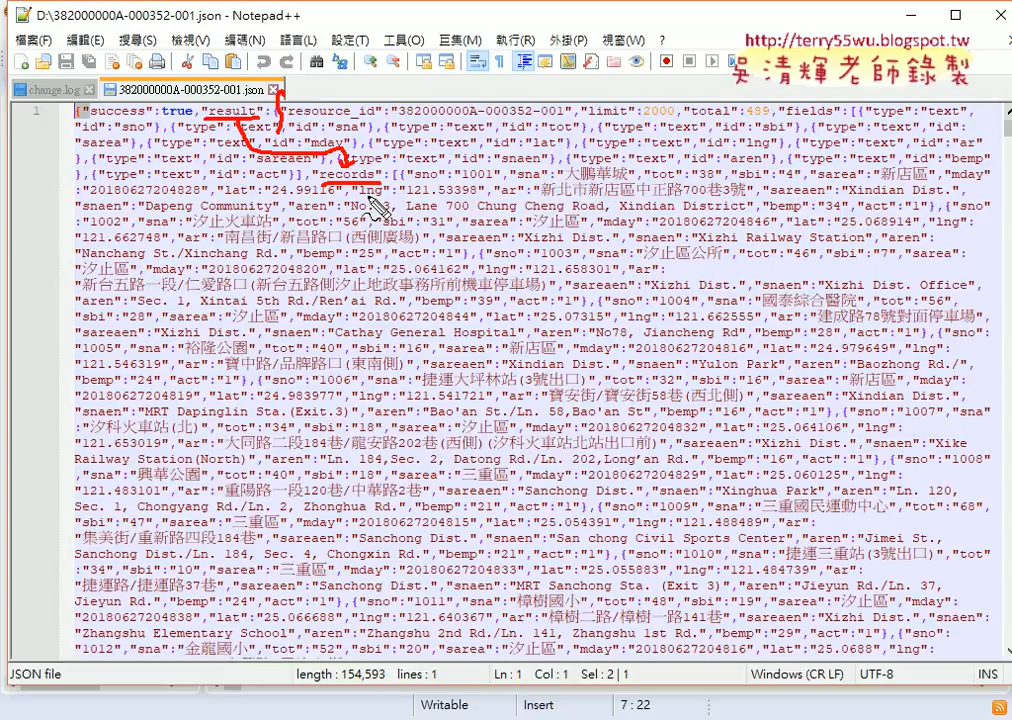 D:\382000000A-000352-001.json - Notepad++
檔案(F) 編輯(E) 搜尋(S) 檢視(V) 編碼(N) 語言(L) 設定(T) 工具(O) 巨集(M) 執行(R) 外掛(P) 視窗(W) ?
http://terry55wu.blogspot.tw
吳清輝老師錄製
change.log 382000000A-000352-001.json
1 {"success":true,"result":{"resource_id":"382000000A-000352-001","limit":2000,"total":489,"fields":[{"type":"text"
,"id":"sno"},{"type":"text","id":"sna"},{"type":"text","id":"tot"},{"type":"text","id":"sbi"},{"type":"text"
,"id":"sarea"},{"type":"text","id":"mday"},{"type":"text","id":"lat"},{"type":"text","id":"lng"},{"type":"text","id":"ar
"},{"type":"text","id":"sareaen"},{"type":"text","id":"snaen"},{"type":"text","id":"aren"},{"type":"text","id":"bemp"
},{"type":"text","id":"act"}],"records":[{"sno":"1001","sna":"大鵬華城","tot":"38","sbi":"4","sarea":"新店區","mday"
:"20180627204828","lat":"24.99116","lng":"121.53398","ar":"新北市新店區中正路700巷3號","sareaen":"Xindian Dist.",
"snaen":"Dapeng Community","aren":"No. Lane 700 Chung Cheng Road, Xindian District","bemp":"34","act":"1"},{"sno":
"1002","sna":"汐止火車站","tot":"56","sbi":"31","sarea":"汐止區","mday":"20180627204846","lat":"25.068914","lng":
"121.662748","ar":"南昌街/新昌路口(西側廣場)","sareaen":"Xizhi Dist.","snaen":"Xizhi Railway Station","aren":
"Nanchang St./Xinchang Rd.","bemp":"25","act":"1"},{"sno":"1003","sna":"汐止區公所","tot":"46","sbi":"7","sarea":
"汐止區","mday":"20180627204820","lat":"25.064162","lng":"121.658301","ar":
"新台五路一段/仁愛路口(新台五路側汐止地政事務所前機車停車場)","sareaen":"Xizhi Dist.","snaen":"Xizhi Dist. Office"
,"aren":"Sec. 1, Xintai 5th Rd./Ren'ai Rd.","bemp":"39","act":"1"},{"sno":"1004","sna":"國泰綜合醫院","tot":"56",
"sbi":"28","sarea":"汐止區","mday":"20180627204844","lat":"25.07315","lng":"121.662555","ar":"建成路78號對面停車場",
"sareaen":"Xizhi Dist.","snaen":"Cathay General Hospital","aren":"No78, Jiancheng Rd","bemp":"28","act":"1"},{"sno":
"1005","sna":"裕隆公園","tot":"40","sbi":"16","sarea":"新店區","mday":"20180627204816","lat":"24.979649","lng":
"121.546319","ar":"寶中路/品牌路口(東南側)","sareaen":"Xindian Dist.","snaen":"Yulon Park","aren":"Baozhong Rd./",
"bemp":"24","act":"1"},{"sno":"1006","sna":"捷運大坪林站(3號出口)","tot":"32","sbi":"16","sarea":"新店區","mday":
"20180627204819","lat":"24.983977","lng":"121.541721","ar":"寶安街/寶安街58巷(西北側)","sareaen":"Xindian Dist.",
"snaen":"MRT Dapinglin Sta.(Exit.3)","aren":"Bao'an St./Ln. 58,Bao'an St","bemp":"16","act":"1"},{"sno":"1007","sna"
:"汐科火車站(北)","tot":"34","sbi":"18","sarea":"汐止區","mday":"20180627204832","lat":"25.064106","lng":
"121.653019","ar":"大同路二段184巷/龍安路202巷(西側)(汐科火車站北站出口前)","sareaen":"Xizhi Dist.","snaen":"Xike
Railway Station(North)","aren":"Ln. 184,Sec. 2, Datong Rd./Ln. 202,Long'an Rd.","bemp":"16","act":"1"},{"sno":"1008"
,"sna":"興華公園","tot":"40","sbi":"18","sarea":"三重區","mday":"20180627204829","lat":"25.060125","lng":
"121.483101","ar":"重陽路一段120巷/中華路2巷","sareaen":"Sanchong Dist.","snaen":"Xinghua Park","aren":"Ln. 120,
Sec. 1, Chongyang Rd./Ln. 2, Zhonghua Rd.","bemp":"21","act":"1"},{"sno":"1009","sna":"三重國民運動中心","tot":"68",
"sbi":"47","sarea":"三重區","mday":"20180627204815","lat":"25.054391","lng":"121.488489","ar":
"集美街/重新路四段184巷","sareaen":"Sanchong Dist.","snaen":"San chong Civil Sports Center","aren":"Jimei St.,
Sanchong Dist./Ln. 184, Sec. 4, Chongxin Rd.","bemp":"21","act":"1"},{"sno":"1010","sna":"捷運三重站(3號出口)","tot"
:"34","sbi":"10","sarea":"三重區","mday":"20180627204833","lat":"25.055883","lng":"121.484739","ar":
"捷運路/捷運路37巷","sareaen":"Sanchong Dist.","snaen":"MRT Sanchong Sta. (Exit 3)","aren":"Jieyun Rd./Ln. 37,
Jieyun Rd.","bemp":"24","act":"1"},{"sno":"1011","sna":"樟樹國小","tot":"48","sbi":"19","sarea":"汐止區","mday":
"20180627204838","lat":"25.066688","lng":"121.640367","ar":"樟樹二路/樟樹一路141巷","sareaen":"Xizhi Dist.","snaen":
"Zhangshu Elementary School","aren":"Zhangshu 2nd Rd./Ln. 141, Zhangshu 1st Rd.","bemp":"29","act":"1"},{"sno":
"1012","sna":"金龍國小","tot":"52","sbi":"20","sarea":"汐止區","mday":"20180627204841","lat":"25.0688","lng":
JSON file length : 154,593 lines : 1 Ln : 1 Col : 1 Sel : 2 | 1 Windows (CR LF) UTF-8 INS
Writable Insert 7 : 22